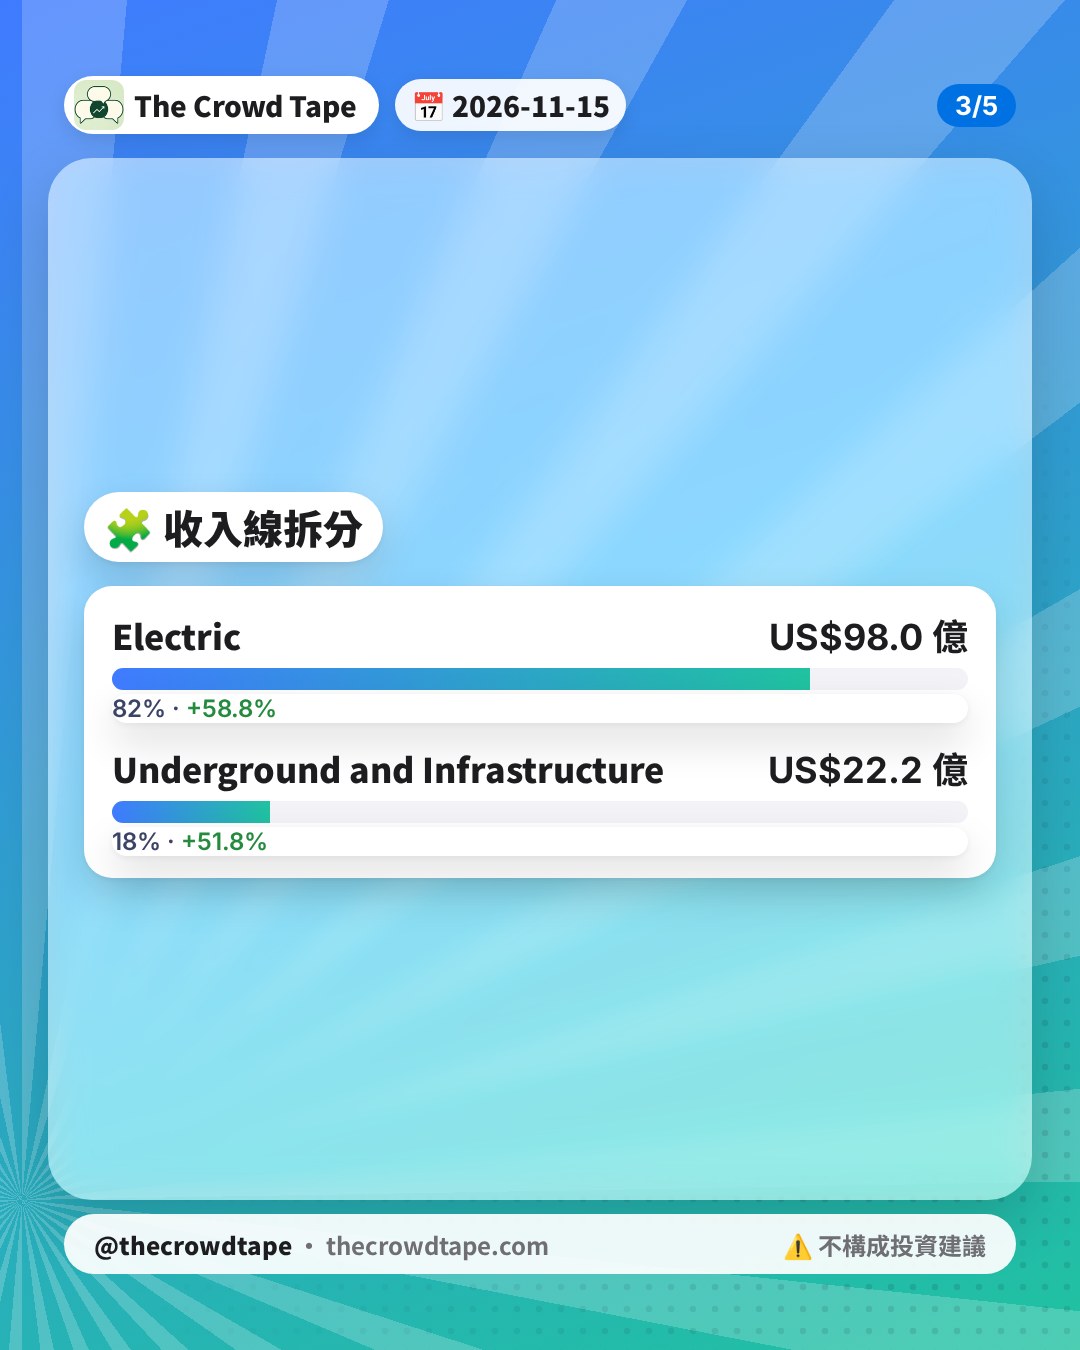 The Crowd Tape
📅 2026-11-15
3/5
🧩 收入線拆分
Electric
US$98.0 億
82% · +58.8%
Underground and Infrastructure
US$22.2 億
18% · +51.8%
@thecrowdtape • thecrowdtape.com
⚠️ 不構成投資建議